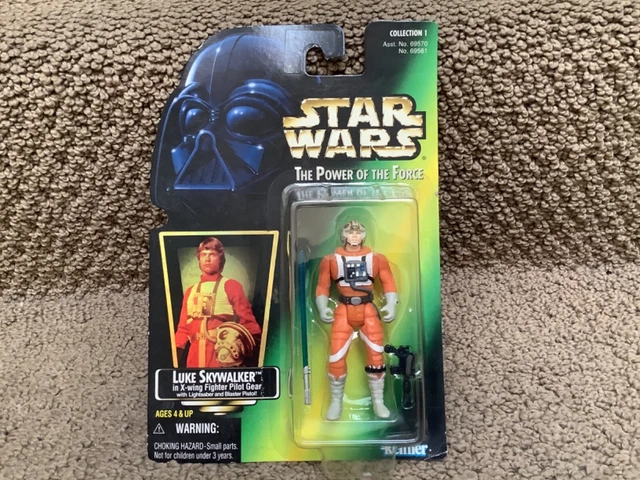 COLLECTION 1
Asst. No. 69570
No. 69581
STAR
WARS
THE POWER OF THE FORCE
LUKE SKYWALKER™
in X-wing Fighter Pilot Gear
with Lightsaber and Blaster Pistol!
AGES 4 & UP
⚠ WARNING:
CHOKING HAZARD-Small parts.
Not for children under 3 years.
Kenner